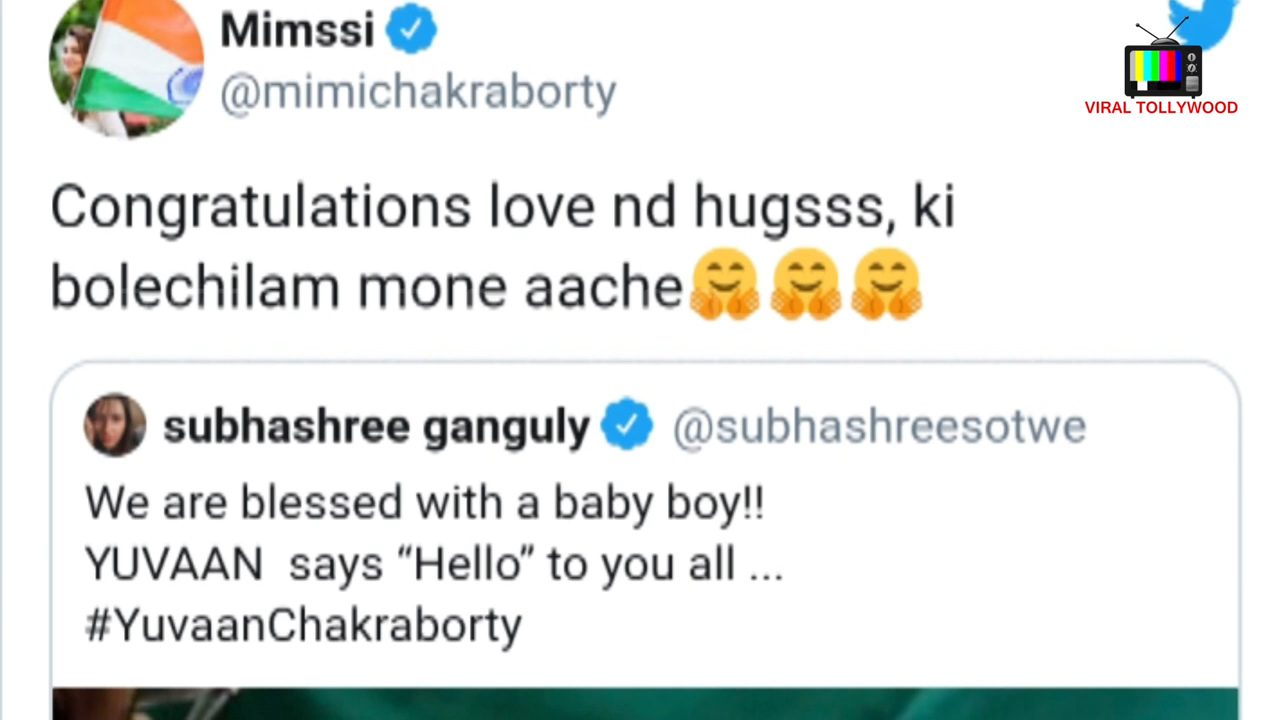 Mimssi
@mimichakraborty
VIRAL TOLLYWOOD
Congratulations love nd hugsss, ki
bolechilam mone aache🤗🤗🤗
subhashree ganguly @subhashreesotwe
We are blessed with a baby boy!!
YUVAAN says “Hello” to you all ...
#YuvaanChakraborty